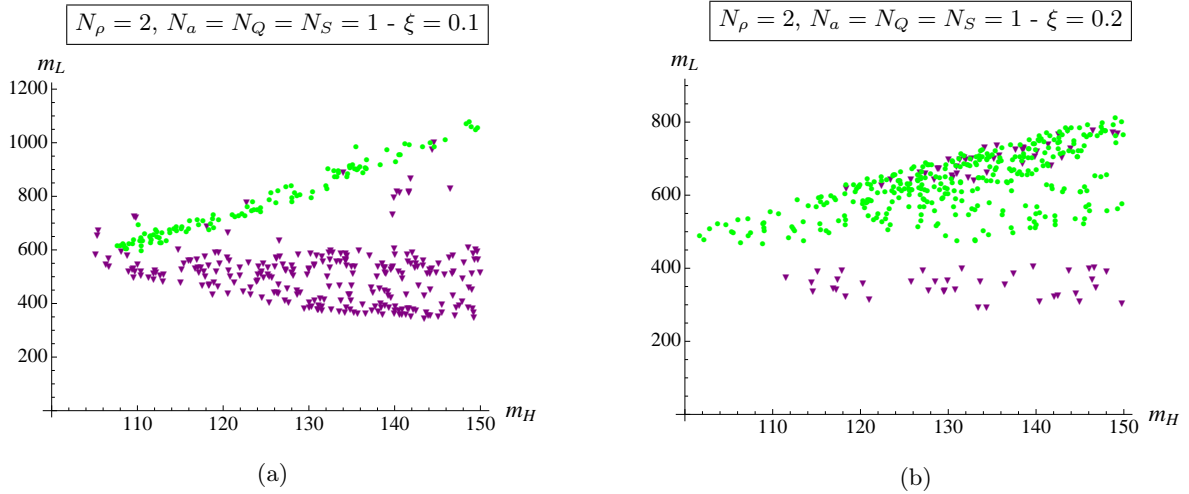 N_ρ = 2, N_a = N_Q = N_S = 1 - ξ = 0.1
m_L
1200
1000
800
600
400
200
110
120
130
140
150
m_H
(a)
N_ρ = 2, N_a = N_Q = N_S = 1 - ξ = 0.2
m_L
800
600
400
200
110
120
130
140
150
m_H
(b)